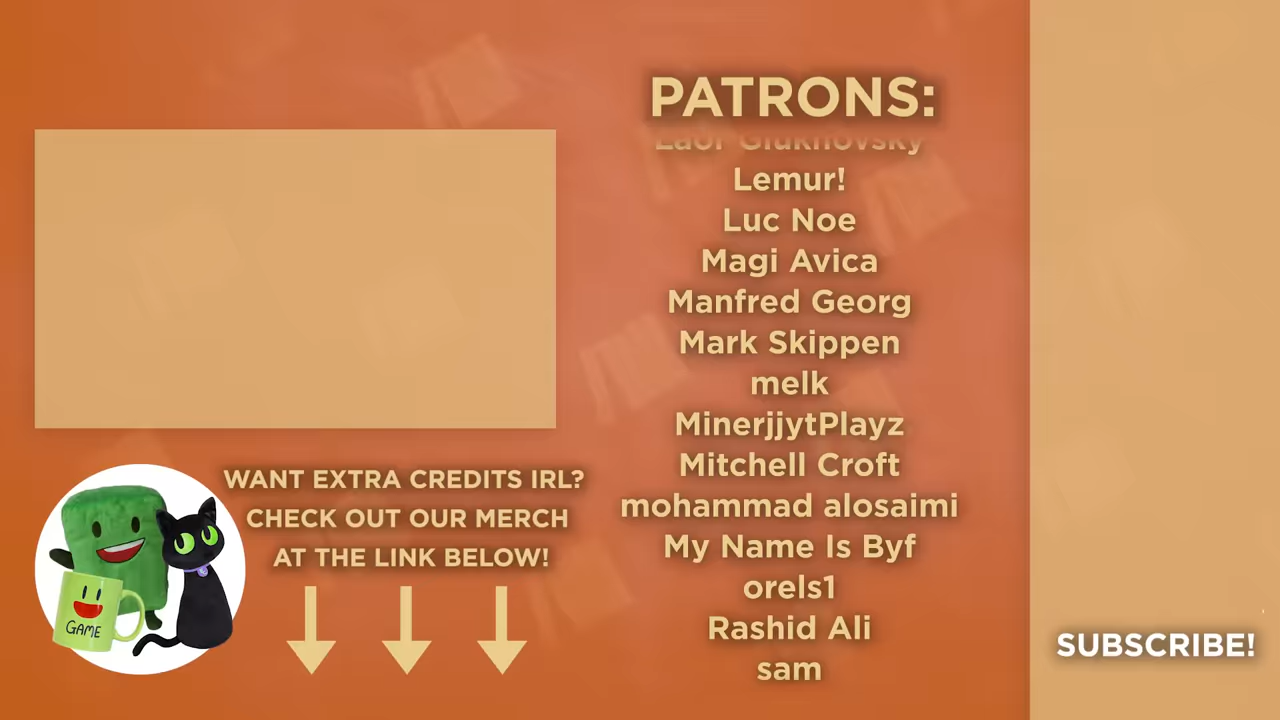 PATRONS:
Laor Glukhovsky
Lemur!
Luc Noe
Magi Avica
Manfred Georg
Mark Skippen
melk
MinerjjytPlayz
Mitchell Croft
mohammad alosaimi
My Name Is Byf
orels1
Rashid Ali
sam
WANT EXTRA CREDITS IRL?
CHECK OUT OUR MERCH
AT THE LINK BELOW!
GAME
SUBSCRIBE!